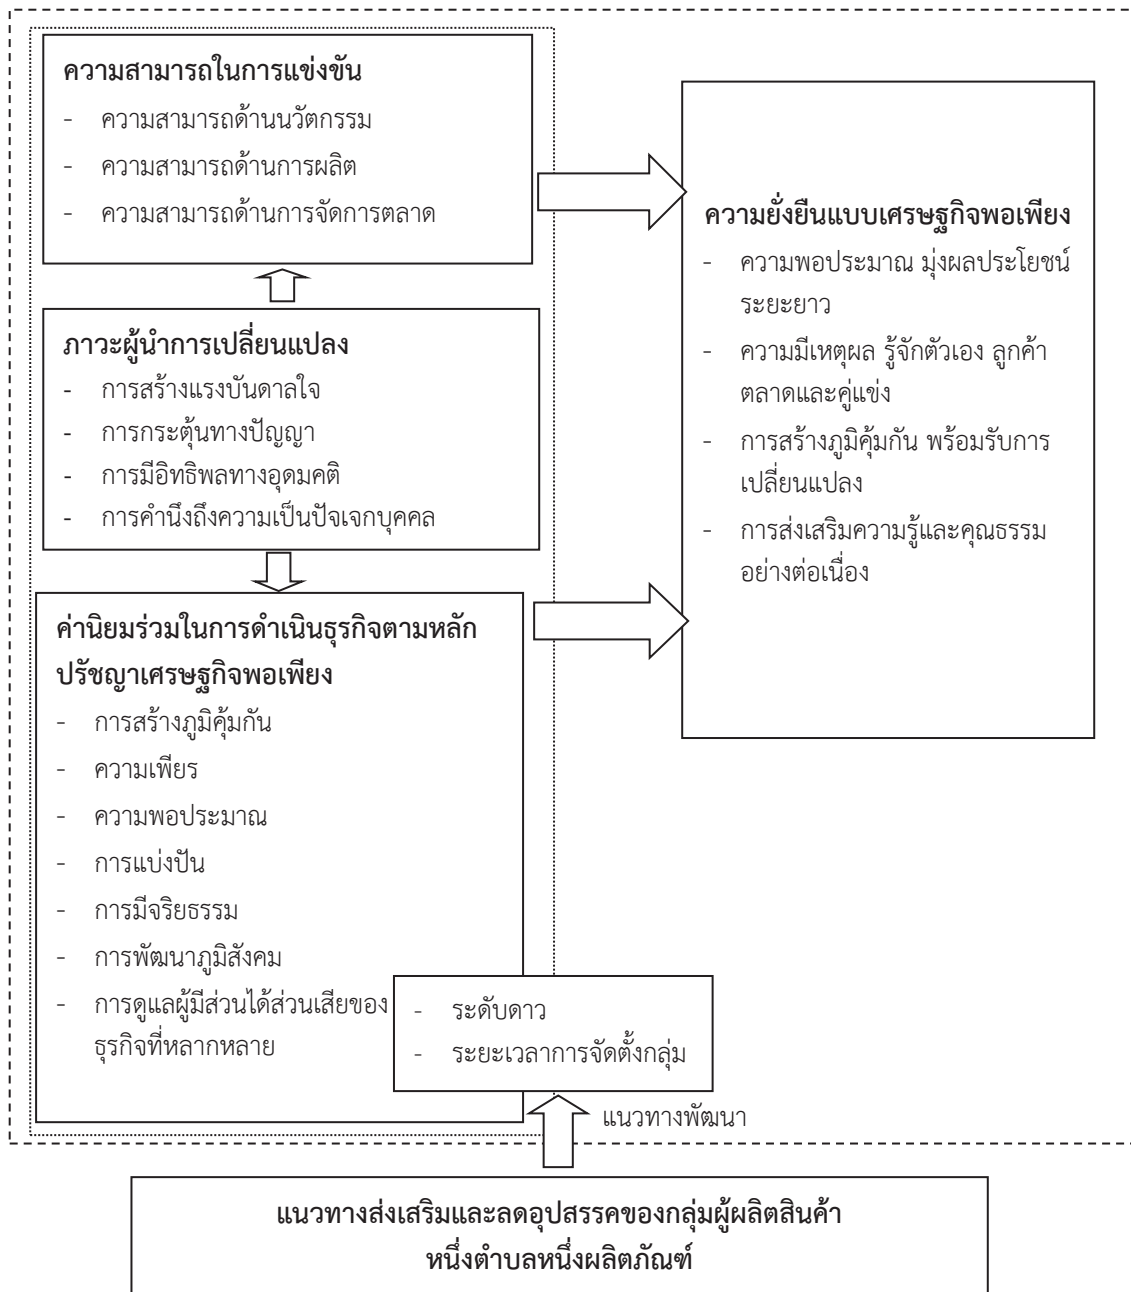 ความสามารถในการแข่งขัน
- ความสามารถด้านนวัตกรรม
- ความสามารถด้านการผลิต
- ความสามารถด้านการจัดการตลาด
ภาวะผู้นำการเปลี่ยนแปลง
- การสร้างแรงบันดาลใจ
- การกระตุ้นทางปัญญา
- การมีอิทธิพลทางอุดมคติ
- การคำนึงถึงความเป็นปัจเจกบุคคล
ค่านิยมร่วมในการดำเนินธุรกิจตามหลัก
ปรัชญาเศรษฐกิจพอเพียง
- การสร้างภูมิคุ้มกัน
- ความเพียร
- ความพอประมาณ
- การแบ่งปัน
- การมีจริยธรรม
- การพัฒนาภูมิสังคม
- การดูแลผู้มีส่วนได้ส่วนเสียของ
ธุรกิจที่หลากหลาย
- ระดับดาว
- ระยะเวลาการจัดตั้งกลุ่ม
ความยั่งยืนแบบเศรษฐกิจพอเพียง
- ความพอประมาณ มุ่งผลประโยชน์
ระยะยาว
- ความมีเหตุผล รู้จักตัวเอง ลูกค้า
ตลาดและคู่แข่ง
- การสร้างภูมิคุ้มกัน พร้อมรับการ
เปลี่ยนแปลง
- การส่งเสริมความรู้และคุณธรรม
อย่างต่อเนื่อง
แนวทางพัฒนา
แนวทางส่งเสริมและลดอุปสรรคของกลุ่มผู้ผลิตสินค้า
หนึ่งตำบลหนึ่งผลิตภัณฑ์